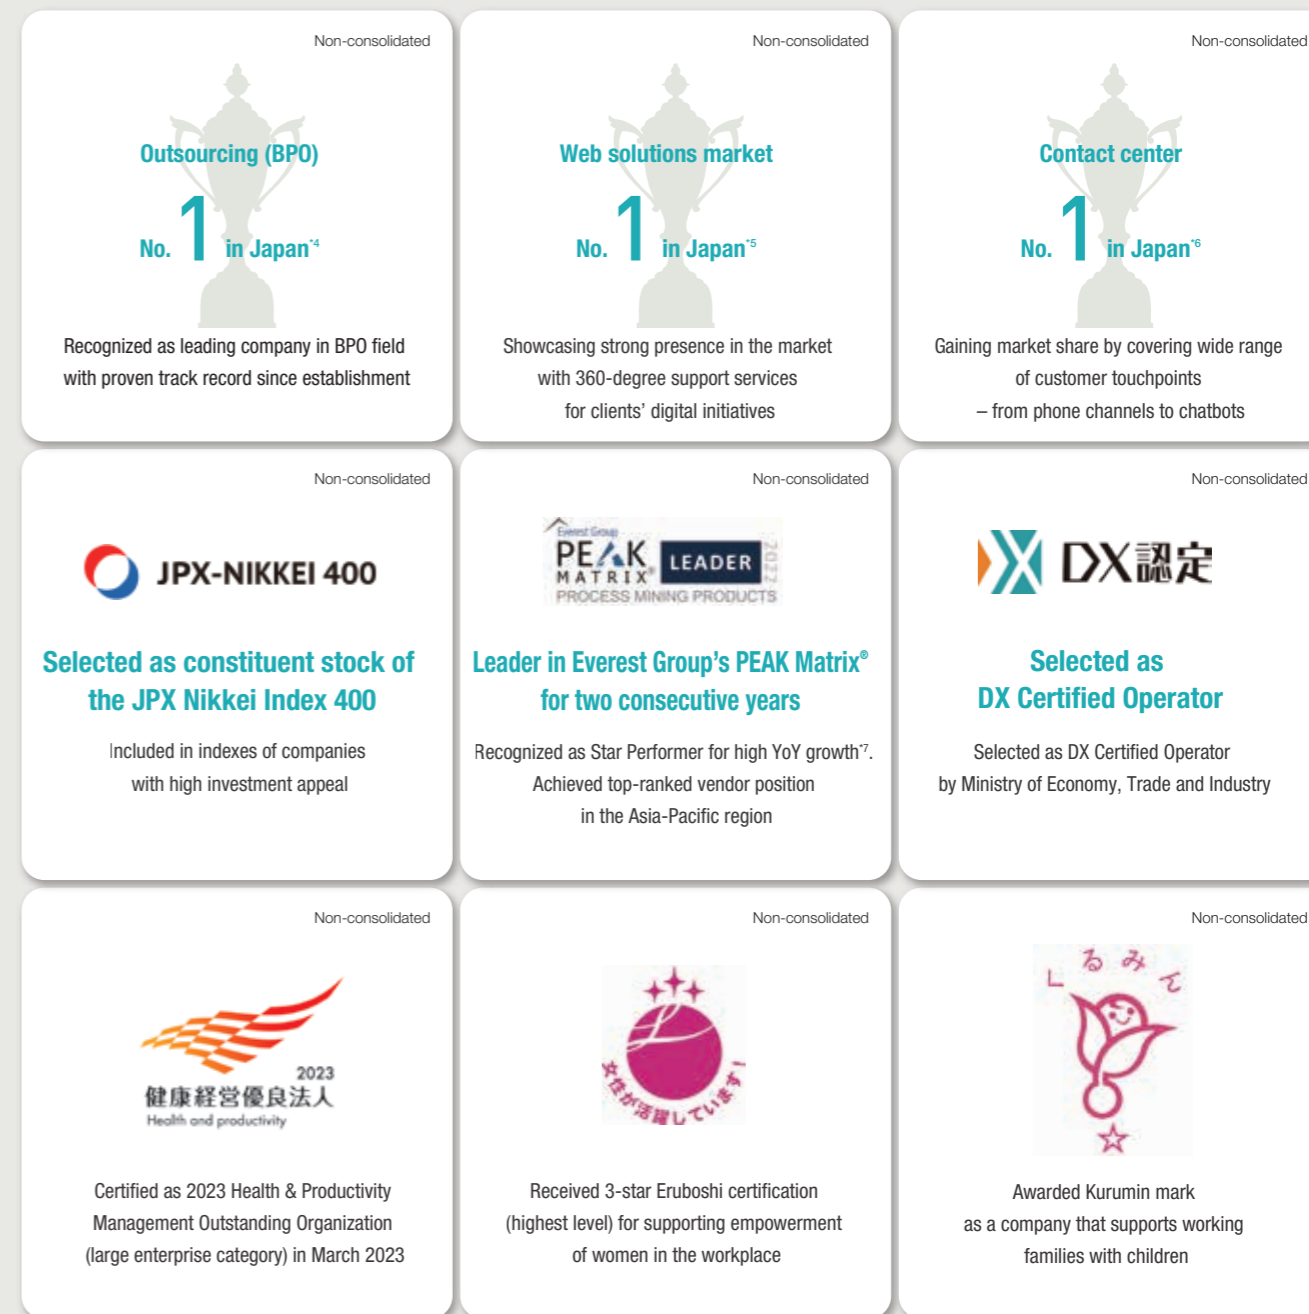 Non-consolidated
Outsourcing (BPO)
No. 1 in Japan*4
Recognized as leading company in BPO field
with proven track record since establishment
Non-consolidated
Web solutions market
No. 1 in Japan*5
Showcasing strong presence in the market
with 360-degree support services
for clients’ digital initiatives
Non-consolidated
Contact center
No. 1 in Japan*6
Gaining market share by covering wide range
of customer touchpoints
– from phone channels to chatbots
Non-consolidated
JPX-NIKKEI 400
Selected as constituent stock of
the JPX Nikkei Index 400
Included in indexes of companies
with high investment appeal
Non-consolidated
Everest Group
PEAK
MATRIX®
LEADER
2022
PROCESS MINING PRODUCTS
Leader in Everest Group’s PEAK Matrix®
for two consecutive years
Recognized as Star Performer for high YoY growth*7.
Achieved top-ranked vendor position
in the Asia-Pacific region
Non-consolidated
DX認定
Selected as
DX Certified Operator
Selected as DX Certified Operator
by Ministry of Economy, Trade and Industry
Non-consolidated
2023
健康経営優良法人
Health and productivity
Certified as 2023 Health & Productivity
Management Outstanding Organization
(large enterprise category) in March 2023
Non-consolidated
女性が活躍しています!
Received 3-star Eruboshi certification
(highest level) for supporting empowerment
of women in the workplace
Non-consolidated
くるみん
Awarded Kurumin mark
as a company that supports working
families with children